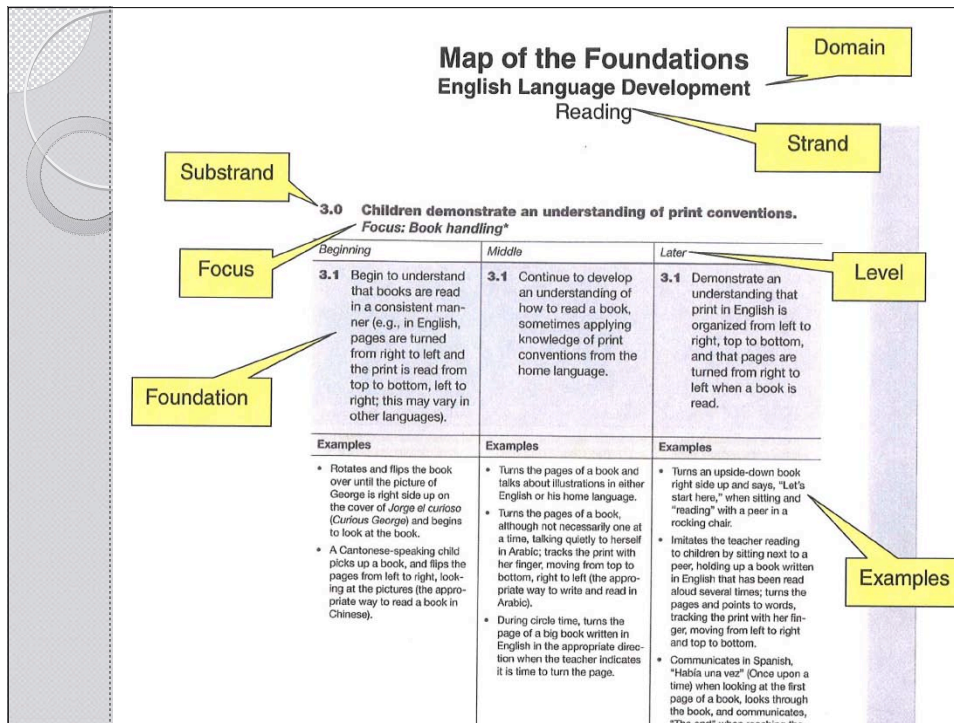 Map of the Foundations
Domain
English Language Development
Reading
Strand
Substrand
3.0 Children demonstrate an understanding of print conventions.
Focus: Book handling*
Focus
Level
Foundation
Beginning
3.1 Begin to understand
that books are read
in a consistent man-
ner (e.g., in English,
pages are turned
from right to left and
the print is read from
top to bottom, left to
right; this may vary in
other languages).
Middle
3.1 Continue to develop
an understanding of
how to read a book,
sometimes applying
knowledge of print
conventions from the
home language.
Later
3.1 Demonstrate an
understanding that
print in English is
organized from left to
right, top to bottom,
and that pages are
turned from right to
left when a book is
read.
Examples
• Rotates and flips the book
over until the picture of
George is right side up on
the cover of Jorge el curioso
(Curious George) and begins
to look at the book.
• A Cantonese-speaking child
picks up a book, and flips the
pages from left to right, look-
ing at the pictures (the appro-
priate way to read a book in
Chinese).
Examples
• Turns the pages of a book and
talks about illustrations in either
English or his home language.
• Turns the pages of a book,
although not necessarily one at
a time, talking quietly to herself
in Arabic; tracks the print with
her finger, moving from top to
bottom, right to left (the appro-
priate way to write and read in
Arabic).
• During circle time, turns the
page of a big book written in
English in the appropriate direc-
tion when the teacher indicates
it is time to turn the page.
Examples
• Turns an upside-down book
right side up and says, "Let's
start here," when sitting and
"reading" with a peer in a
rocking chair.
• Imitates the teacher reading
to children by sitting next to a
peer, holding up a book written
in English that has been read
aloud several times; turns the
pages and points to words,
tracking the print with her fin-
ger, moving from left to right
and top to bottom.
• Communicates in Spanish,
"Había una vez" (Once upon a
time) when looking at the first
page of a book, looks through
the book, and communicates,
Examples